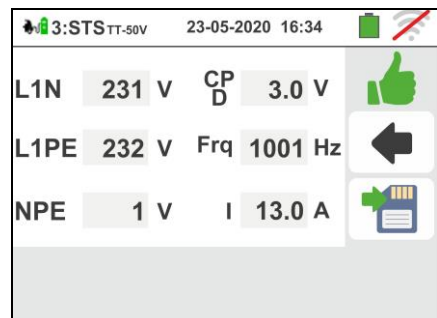 3:STS TT-50V 23-05-2020 16:34
L1N 231 V CP D 3.0 V
L1PE 232 V Frq 1001 Hz
NPE 1 V I 13.0 A